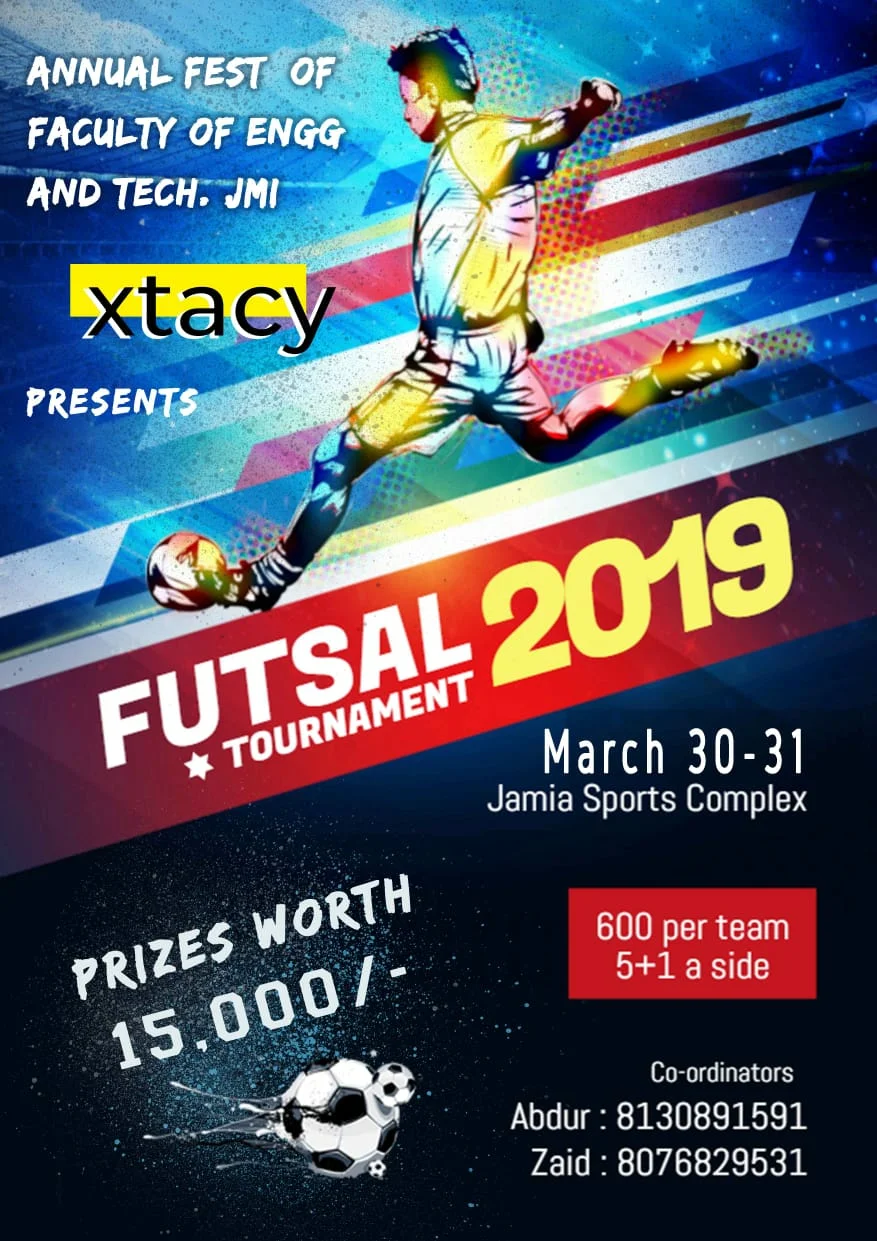 ANNUAL FEST OF
FACULTY OF ENGG
AND TECH. JMI
xtacy
PRESENTS
FUTSAL 2019
TOURNAMENT
March 30-31
Jamia Sports Complex
PRIZES WORTH
15,000/-
600 per team
5+1 a side
Co-ordinators
Abdur : 8130891591
Zaid : 8076829531